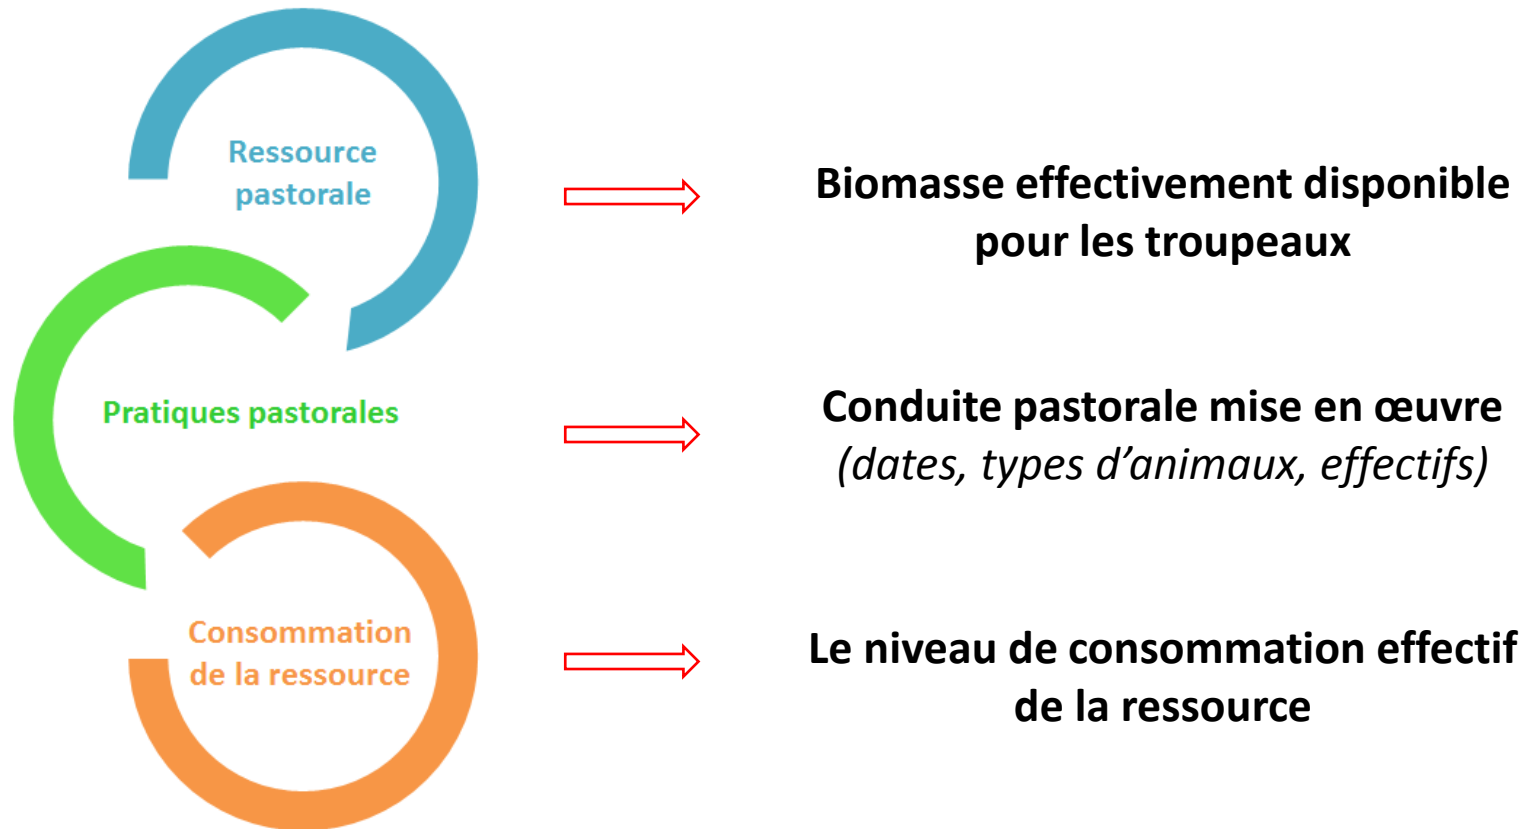 Ressource
pastorale
Biomasse effectivement disponible
pour les troupeaux
Pratiques pastorales
Conduite pastorale mise en œuvre
(dates, types d’animaux, effectifs)
Consommation
de la ressource
Le niveau de consommation effectif
de la ressource